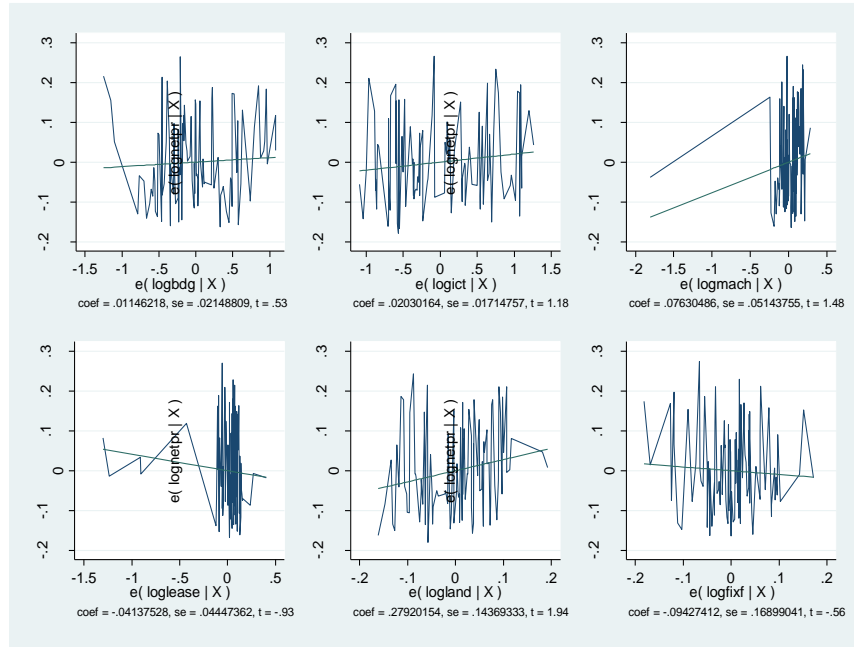 -.2 -.1 0 .1 .2 .3
e( lognetpr | X )
-1.5 -1 -.5 0 .5 1
e( logbdg | X )
coef = .01146218, se = .02148809, t = .53
-.2 -.1 0 .1 .2 .3
e( lognetpr | X )
-1 -.5 0 .5 1 1.5
e( logict | X )
coef = .02030164, se = .01714757, t = 1.18
-.2 -.1 0 .1 .2 .3
-2 -1.5 -1 -.5 0 .5
e( logmach | X )
coef = .07630486, se = .05143755, t = 1.48
-.2 -.1 0 .1 .2 .3
e( lognetpr | X )
-1.5 -1 -.5 0 .5
e( loglease | X )
coef = -.04137528, se = .04447362, t = -.93
-.2 -.1 0 .1 .2 .3
e( lognetpr | X )
-.2 -.1 0 .1 .2
e( logland | X )
coef = .27920154, se = .14369333, t = 1.94
-.2 -.1 0 .1 .2 .3
-.2 -.1 0 .1 .2
e( logfixf | X )
coef = -.09427412, se = .16899041, t = -.56